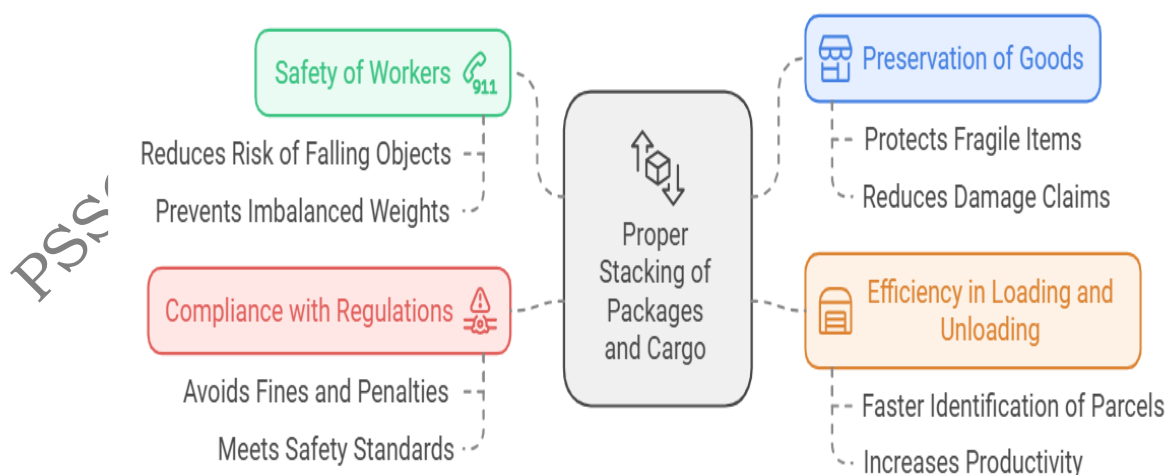 Safety of Workers
911
Reduces Risk of Falling Objects
Prevents Imbalanced Weights
Compliance with Regulations
Avoids Fines and Penalties
Meets Safety Standards
Proper
Stacking of
Packages
and Cargo
Preservation of Goods
Protects Fragile Items
Reduces Damage Claims
Efficiency in Loading and
Unloading
Faster Identification of Parcels
Increases Productivity